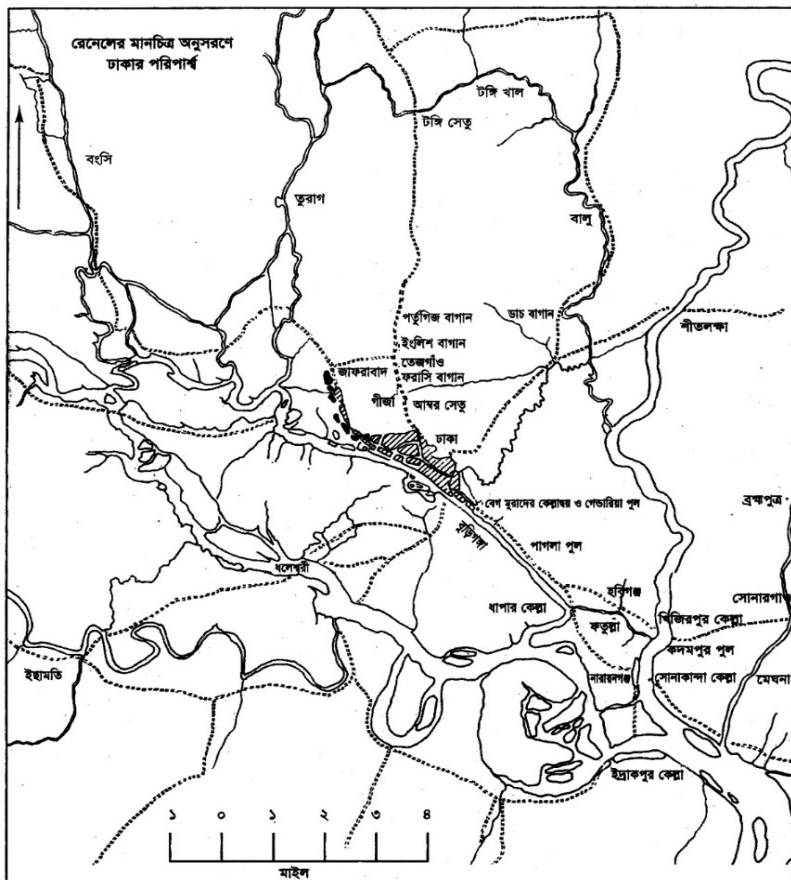 রেনেলের মানচিত্র অনুসরণে
ঢাকার পরিপার্শ্ব
টঙ্গি খাল
টঙ্গি সেতু
বংসি
তুরাগ
বালু
পর্তুগিজ বাগান
ডাচ বাগান
শীতলক্ষা
ইংলিশ বাগান
তেজগাঁও
জাফরাবাদ
ফরাসি বাগান
গীর্জা
আম্বর সেতু
ঢাকা
বেগ মুরাদের কেল্লাদ্বয় ও গেন্ডারিয়া পুল
ব্রহ্মপুত্র
বুড়িগঙ্গা
পাগলা পুল
ধলেশ্বরী
হরিগঞ্জ
সোনারগাঁ
ধাপার কেল্লা
ফতুল্লা
খিজিরপুর কেল্লা
কদমপুর পুল
ইছামতি
নারায়নগঞ্জ
সোনাকান্দা কেল্লা
মেঘনা
ইদ্রাকপুর কেল্লা
১ ০ ১ ২ ৩ ৪
মাইল